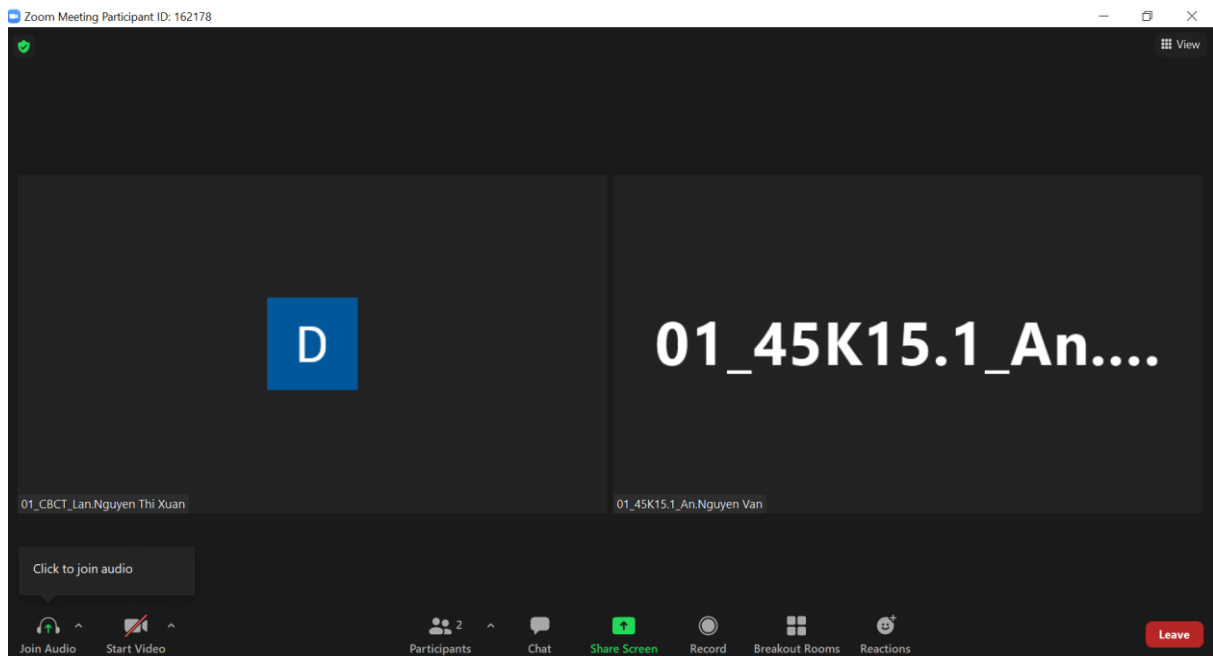 Zoom Meeting Participant ID: 162178
View
D
01_45K15.1_An....
01_CBCT_Lan.Nguyen Thi Xuan
01_45K15.1_An.Nguyen Van
Click to join audio
2
Join Audio Start Video Participants Chat Share Screen Record Breakout Rooms Reactions Leave